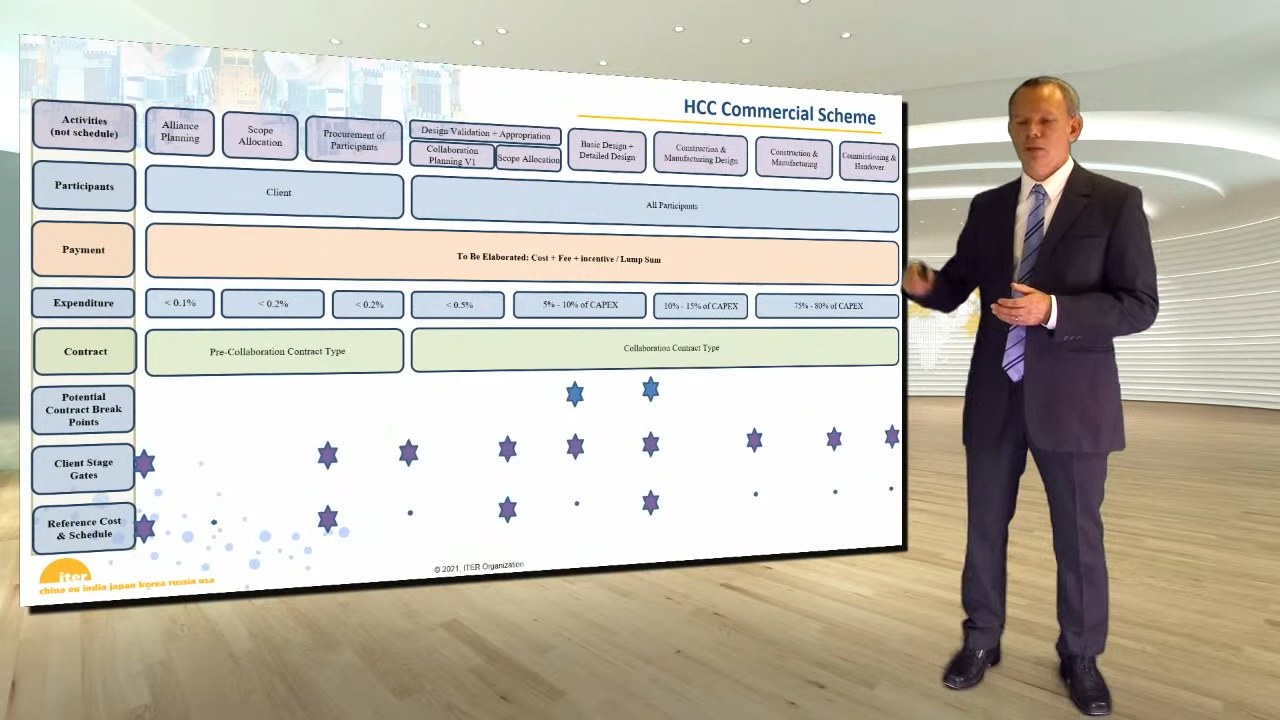 HCC Commercial Scheme
Activities
(not schedule)
Alliance
Planning
Scope
Allocation
Procurement of
Participants
Design Validation + Appropriation
Collaboration
Planning V1
Scope Allocation
Basic Design +
Detailed Design
Construction &
Manufacturing Design
Construction &
Manufacturing
Commissioning &
Handover
Participants
Client
All Participants
Payment
To Be Elaborated: Cost + Fee + incentive / Lump Sum
Expenditure
< 0.1%
< 0.2%
< 0.2%
< 0.5%
5% - 10% of CAPEX
10% - 15% of CAPEX
75% - 80% of CAPEX
Contract
Pre-Collaboration Contract Type
Collaboration Contract Type
Potential
Contract Break
Points
Client Stage
Gates
Reference Cost
& Schedule
iter
china eu india japan korea russia usa
© 2021, ITER Organization